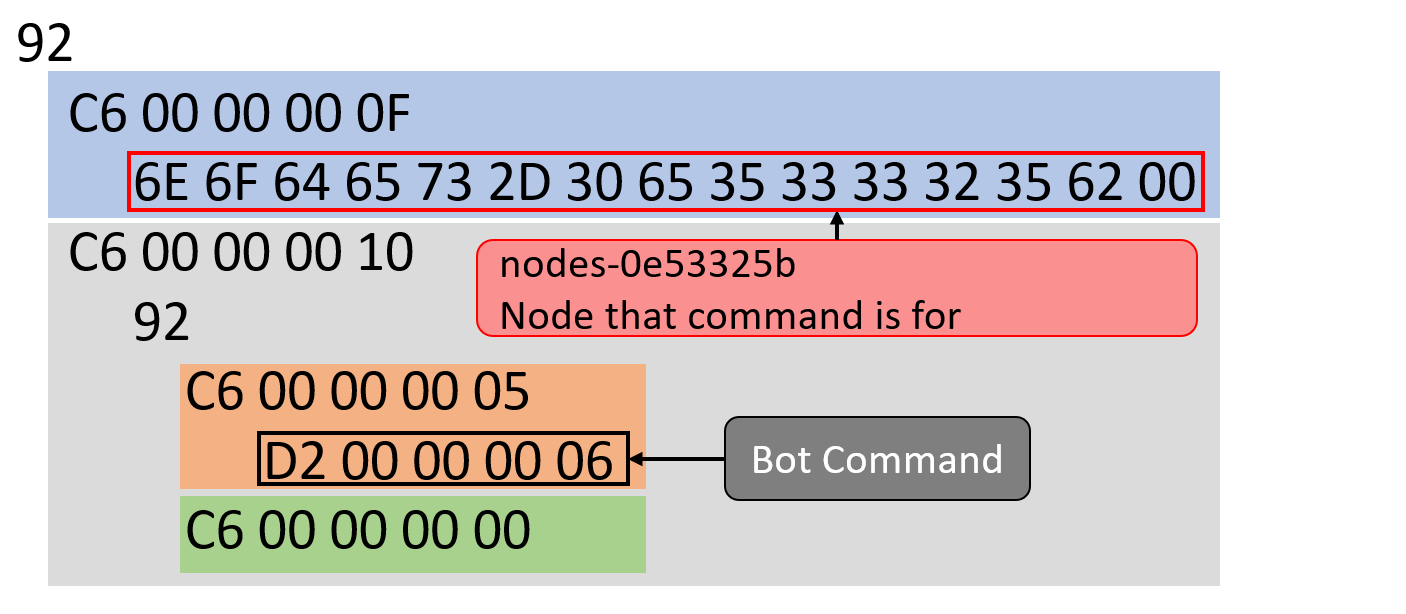 92
C6 00 00 00 0F
6E 6F 64 65 73 2D 30 65 35 33 33 32 35 62 00
C6 00 00 00 10
nodes-0e53325b
Node that command is for
92
C6 00 00 00 05
D2 00 00 00 06
Bot Command
C6 00 00 00 00